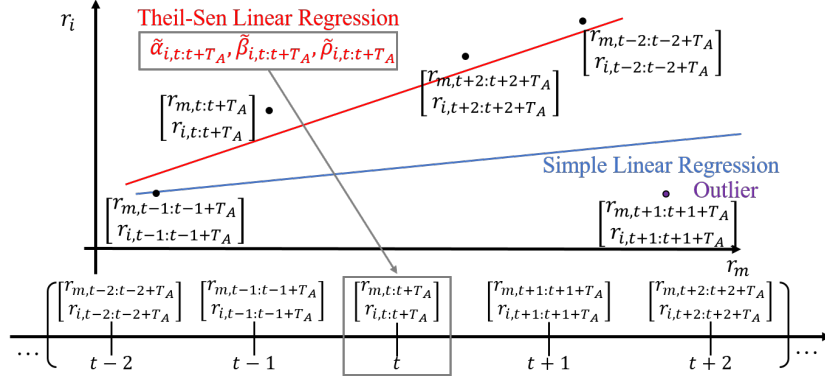 r_i
Theil-Sen Linear Regression
α̃_{i,t:t+T_A}, β̃_{i,t:t+T_A}, ρ̃_{i,t:t+T_A}
[r_{m,t-2:t-2+T_A}
r_{i,t-2:t-2+T_A}]
[r_{m,t+2:t+2+T_A}
r_{i,t+2:t+2+T_A}]
[r_{m,t:t+T_A}
r_{i,t:t+T_A}]
Simple Linear Regression
Outlier
[r_{m,t-1:t-1+T_A}
r_{i,t-1:t-1+T_A}]
[r_{m,t+1:t+1+T_A}
r_{i,t+1:t+1+T_A}]
r_m
[r_{m,t-2:t-2+T_A} [r_{m,t-1:t-1+T_A} [r_{m,t:t+T_A} [r_{m,t+1:t+1+T_A} [r_{m,t+2:t+2+T_A}
r_{i,t-2:t-2+T_A}] r_{i,t-1:t-1+T_A}] r_{i,t:t+T_A}] r_{i,t+1:t+1+T_A}] r_{i,t+2:t+2+T_A}]
... ( ) ...
t − 2 t − 1 t t + 1 t + 2